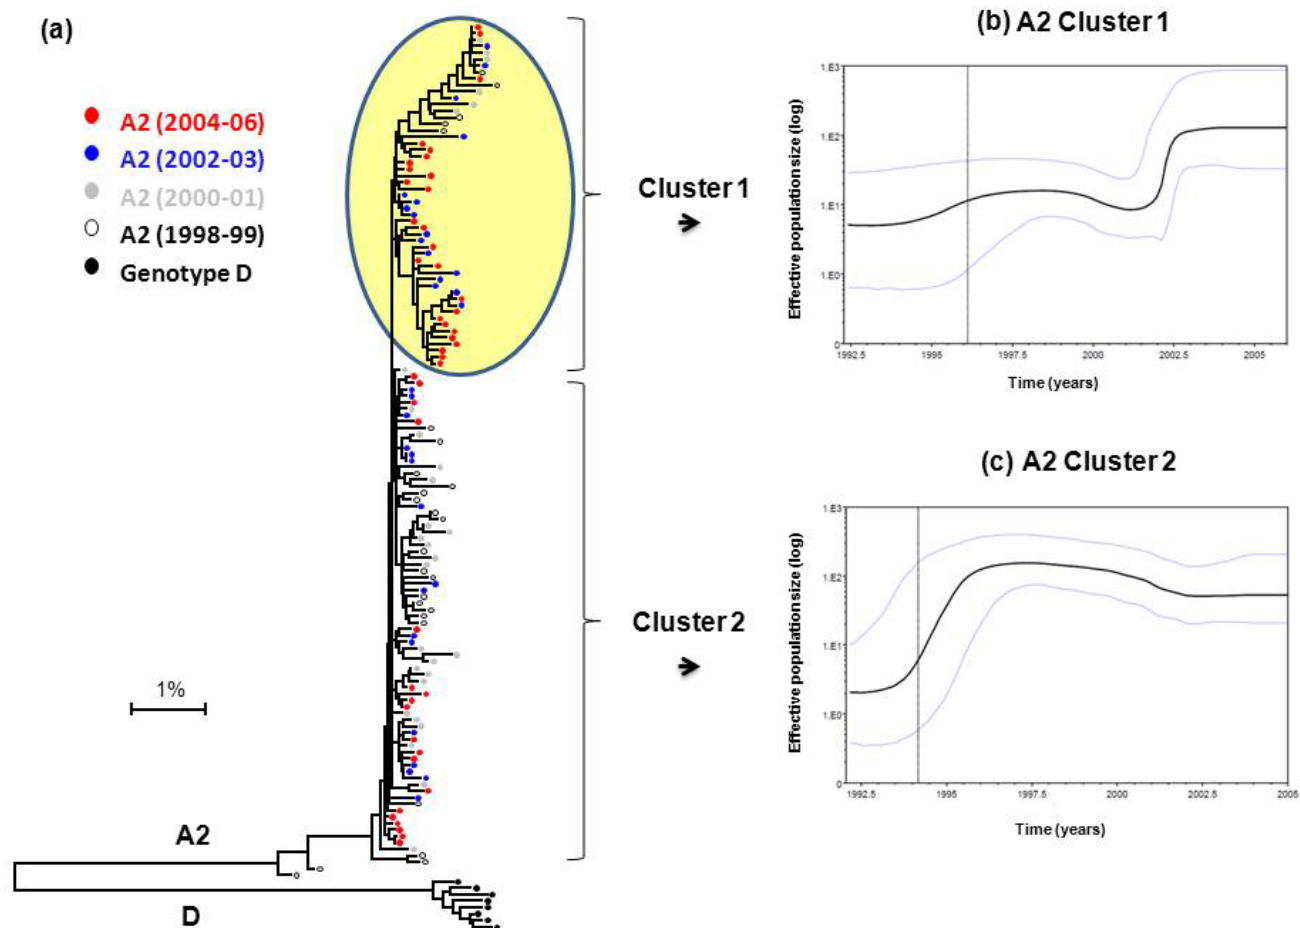 (a)
A2 (2004-06)
A2 (2002-03)
A2 (2000-01)
A2 (1998-99)
Genotype D
1%
A2
D
Cluster 1
Cluster 2
(b) A2 Cluster 1
Effective population size (log)
1.E3
1.E2
1.E1
1.E0
0
1992.5
1995
1997.5
2000
2002.5
2005
Time (years)
(c) A2 Cluster 2
Effective population size (log)
1.E3
1.E2
1.E1
1.E0
0
1992.5
1995
1997.5
2000
2002.5
2005
Time (years)